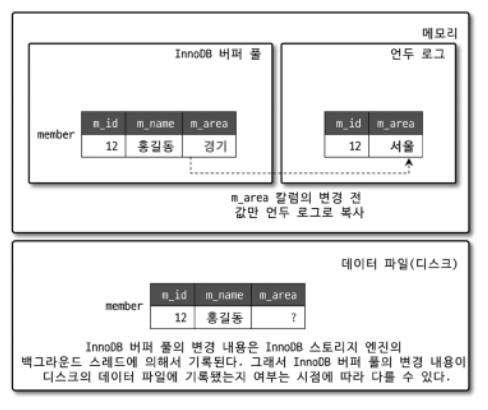 메모리
InnoDB 버퍼 풀
언두 로그
m_id m_name m_area
member 12 홍길동 경기
m_id m_area
12 서울
m_area 칼럼의 변경 전
값만 언두 로그로 복사
데이터 파일(디스크)
m_id m_name m_area
member 12 홍길동 ?
InnoDB 버퍼 풀의 변경 내용은 InnoDB 스토리지 엔진의
백그라운드 스레드에 의해서 기록된다. 그래서 InnoDB 버퍼 풀의 변경 내용이
디스크의 데이터 파일에 기록됐는지 여부는 시점에 따라 다를 수 있다.